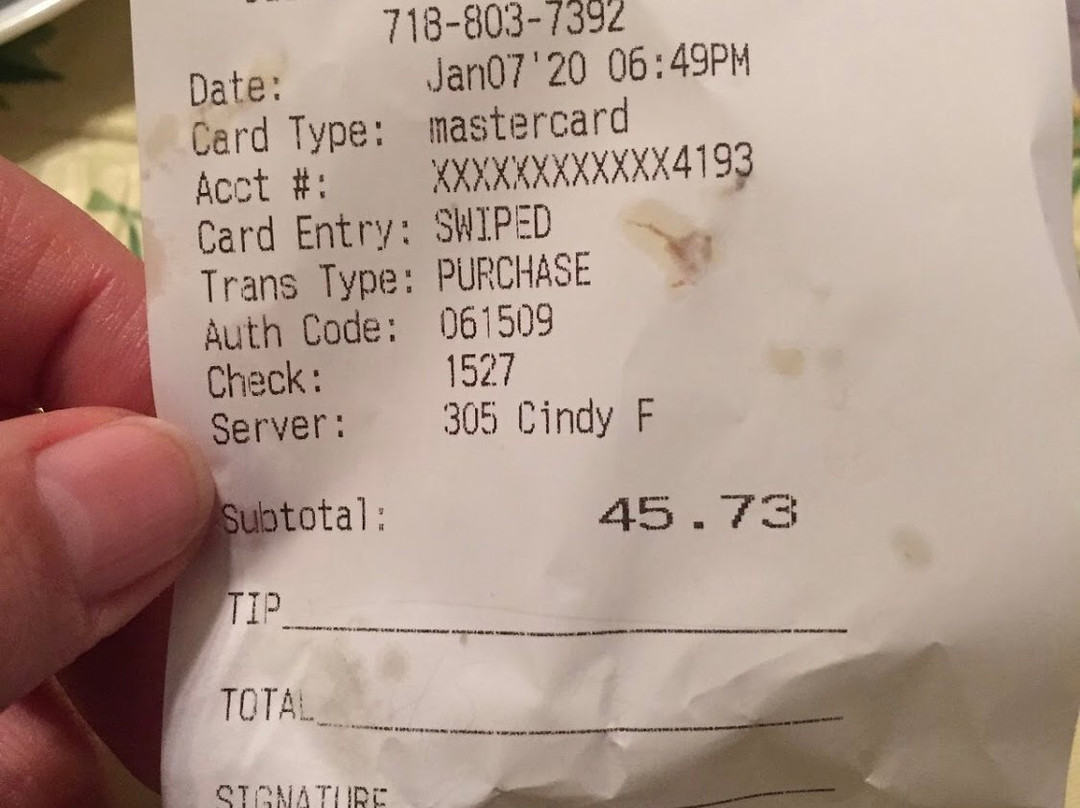 718-803-7392
Date: Jan07'20 06:49PM
Card Type: mastercard
Acct #: XXXXXXXXXXXX4193
Card Entry: SWIPED
Trans Type: PURCHASE
Auth Code: 061509
Check: 1527
Server: 305 Cindy F
Subtotal: 45.73
TIP
TOTAL
SIGNATURE